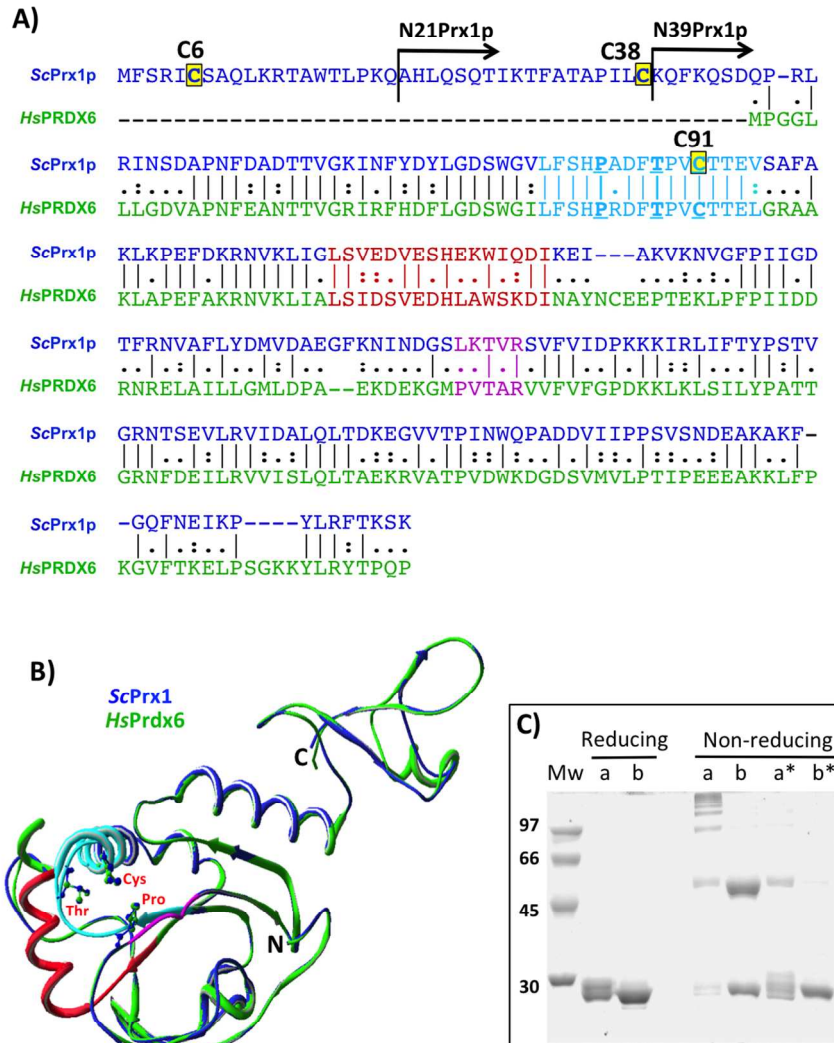 A)
C6 N21Prx1p C38 N39Prx1p
ScPrx1p MFSRICSAQLKRTAWTLPKQAHLQSQTIKTFATAPILCKQFKQSDQP-RL
HsPRDX6 -----------------------------------------------MPGGL
C91
ScPrx1p RINSDAPNFDADTTVGKINFYDYLGDSWGVLFSHPADFTPVCTTEVSAFA
HsPRDX6 LLGDVAPNFEANTTVGRIRFHDFLGDSWGILFSHPRDFTPVCTTELGRAA
ScPrx1p KLKPEFDKRNVKLIGLSVEDVESHEKWIQDIKEI---AKVKNVGFPIIGD
HsPRDX6 KLAPEFAKRNVKLIALSIDSVEDHLAWSKDINAYNCEEPTEKLPFPIIDD
ScPrx1p TFRNVAFLYDMVDAEGFKNINDGSLKTVRSVFVIDPKKKIRLIFTYPSTV
HsPRDX6 RNRELAILLGMLDPA--EKDEKGMPVTARVVFVFGPDKKLKLSILYPATT
ScPrx1p GRNTSEVLRVIDALQLTDKEGVVTPINWQPADDVIIPPSVSNDEAKAKF-
HsPRDX6 GRNFDEILRVVISLQLTAEKRVATPVDWKDGDSVMVLPTIPEEEAKKLFP
ScPrx1p -GQFNEIKP----YLRFTKSK
HsPRDX6 KGVFTKELPSGKKYLRYTPQP
B)
ScPrx1
HsPrdx6
C
Cys
Thr
Pro
N
C)
Reducing Non-reducing
Mw a b a b a* b*
97
66
45
30